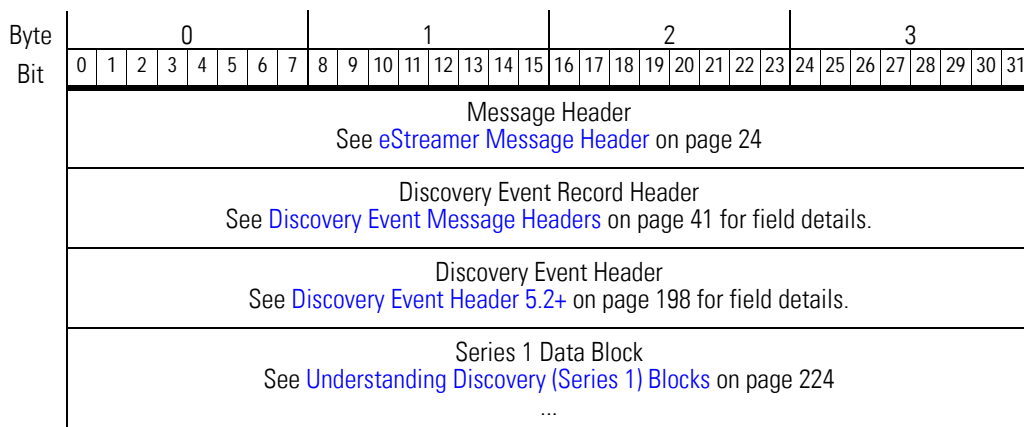 Byte 0 1 2 3
Bit 0 1 2 3 4 5 6 7 8 9 10 11 12 13 14 15 16 17 18 19 20 21 22 23 24 25 26 27 28 29 30 31
Message Header
See eStreamer Message Header on page 24
Discovery Event Record Header
See Discovery Event Message Headers on page 41 for field details.
Discovery Event Header
See Discovery Event Header 5.2+ on page 198 for field details.
Series 1 Data Block
See Understanding Discovery (Series 1) Blocks on page 224
...